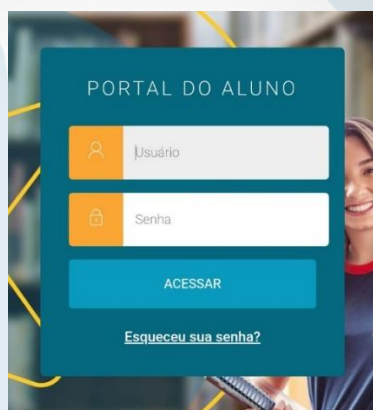 PORTAL DO ALUNO
Usuário
Senha
ACESSAR
Esqueceu sua senha?